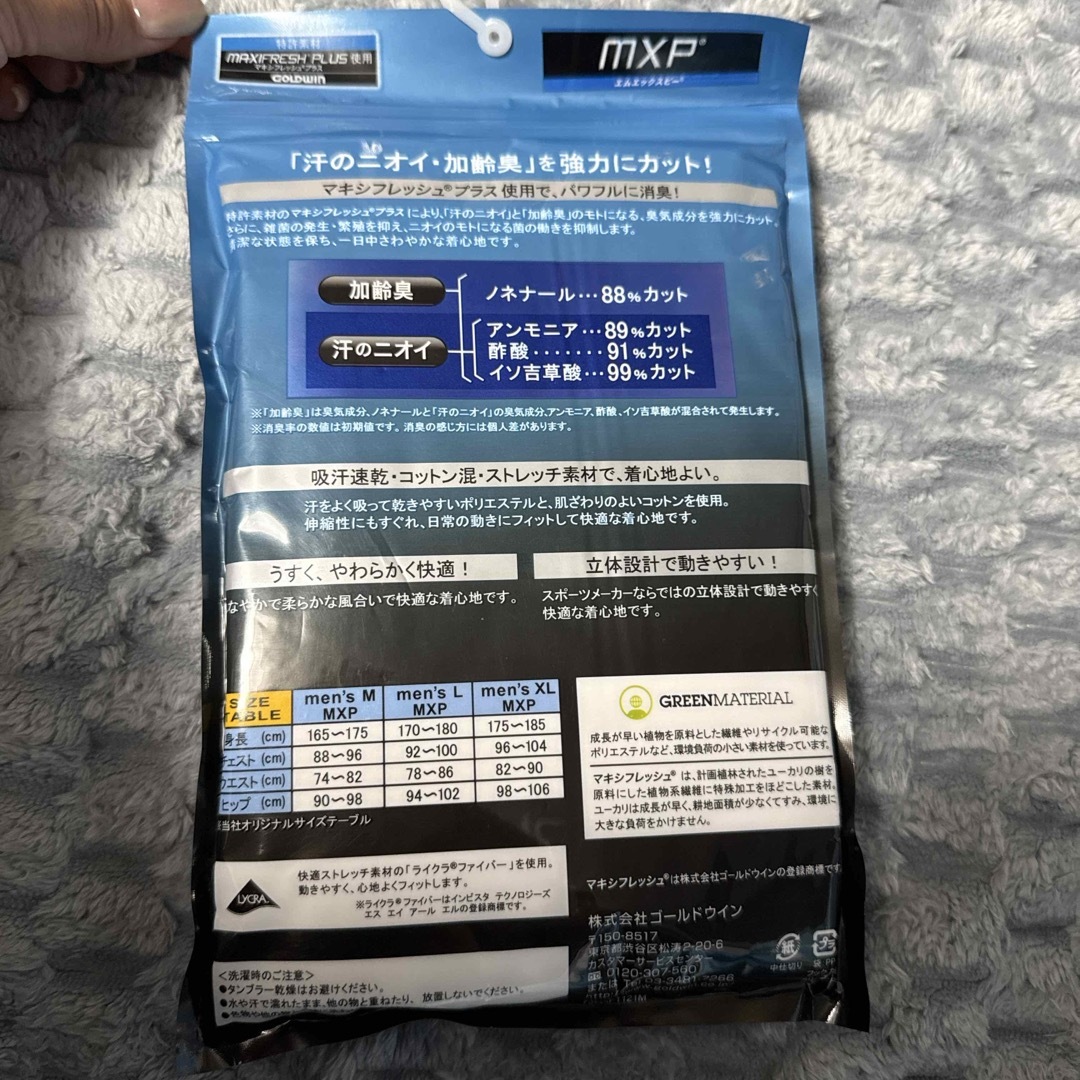 特許素材
MAXIFRESH PLUS 使用
マキシフレッシュプラス
GOLDWIN
MXP®
エムエックスピー®
「汗のニオイ・加齢臭」を強力にカット!
マキシフレッシュ®プラス使用で、パワフルに消臭!
特許素材のマキシフレッシュ®プラスにより、「汗のニオイ」と「加齢臭」のモトになる、臭気成分を強力にカット。
さらに、雑菌の発生・繁殖を抑え、ニオイのモトになる菌の働きを抑制します。
清潔な状態を保ち、一日中さわやかな着心地です。
加齢臭
ノネナール…88%カット
汗のニオイ
アンモニア…89%カット
酢酸.......91%カット
イソ吉草酸…99%カット
※「加齢臭」は臭気成分、ノネナールと「汗のニオイ」の臭気成分、アンモニア、酢酸、イソ吉草酸が混合されて発生します。
※消臭率の数値は初期値です。消臭の感じ方には個人差があります。
吸汗速乾・コットン混・ストレッチ素材で、着心地よい。
汗をよく吸って乾きやすいポリエステルと、肌ざわりのよいコットンを使用。
伸縮性にもすぐれ、日常の動きにフィットして快適な着心地です。
うすく、やわらかく快適!
なやかで柔らかな風合いで快適な着心地です。
立体設計で動きやすい!
スポーツメーカーならではの立体設計で動きやすく
快適な着心地です。
SIZE TABLE men's M MXP men's L MXP men's XL MXP
身長 (cm) 165〜175 170〜180 175〜185
チェスト(cm) 88〜96 92〜100 96〜104
ウエスト(cm) 74〜82 78〜86 82〜90
ヒップ (cm) 90〜98 94〜102 98〜106
※当社オリジナルサイズテーブル
GREENMATERIAL
成長が早い植物を原料とした繊維やリサイクル可能な
ポリエステルなど、環境負荷の小さい素材を使っています。
マキシフレッシュ® は、計画植林されたユーカリの樹を
原料にした植物系繊維に特殊加工をほどこした素材。
ユーカリは成長が早く、耕地面積が少なくてすみ、環境に
大きな負荷をかけません。
LYCRA
快適ストレッチ素材の「ライクラ®ファイバー」を使用。
動きやすく、心地よくフィットします。
※ライクラ®ファイバーはインビスタ テクノロジーズ
エス エイ アール エルの登録商標です。
マキシフレッシュ®は株式会社ゴールドウインの登録商標です
株式会社ゴールドウイン
〒150-8517
東京都渋谷区松涛2-20-6
カスタマーサービスセンター
0120-307-560
または Tel 03-3481-7268
紙
中仕切り
プラ
袋:PP
<洗濯時のご注意>
●タンブラー乾燥はお避けください。
●水や汗で濡れたまま、他の物と重ねたり、放置しないでください。